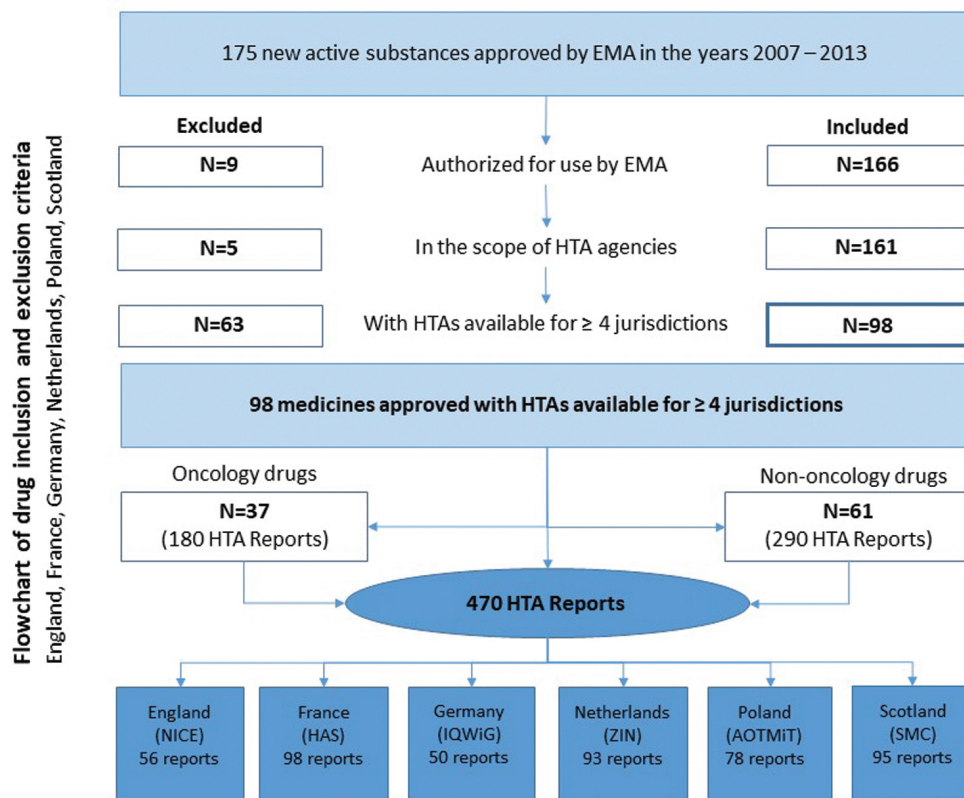 Flowchart of drug inclusion and exclusion criteria
England, France, Germany, Netherlands, Poland, Scotland
175 new active substances approved by EMA in the years 2007 – 2013
Excluded
Included
N=9
Authorized for use by EMA
N=166
N=5
In the scope of HTA agencies
N=161
N=63
With HTAs available for ≥ 4 jurisdictions
N=98
98 medicines approved with HTAs available for ≥ 4 jurisdictions
Oncology drugs
Non-oncology drugs
N=37
(180 HTA Reports)
N=61
(290 HTA Reports)
470 HTA Reports
England
(NICE)
56 reports
France
(HAS)
98 reports
Germany
(IQWiG)
50 reports
Netherlands
(ZIN)
93 reports
Poland
(AOTMiT)
78 reports
Scotland
(SMC)
95 reports